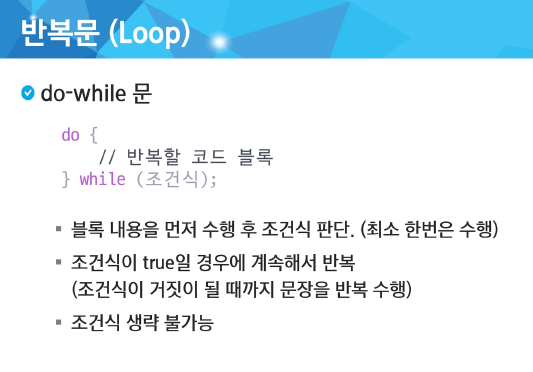 반복문 (Loop)
do-while 문
do {
// 반복할 코드 블록
} while (조건식);
블록 내용을 먼저 수행 후 조건식 판단. (최소 한번은 수행)
조건식이 true일 경우에 계속해서 반복
(조건식이 거짓이 될 때까지 문장을 반복 수행)
조건식 생략 불가능